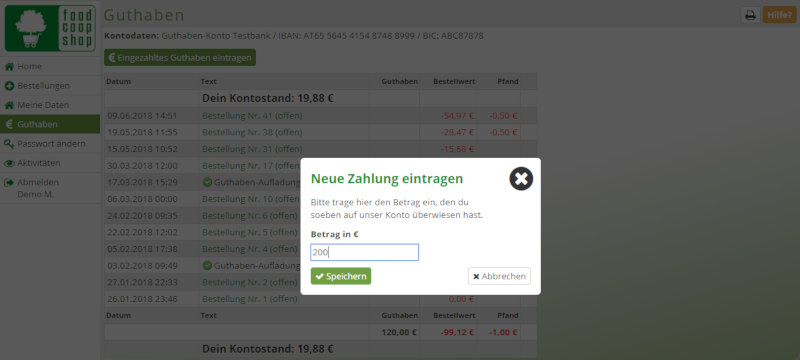 food
coop
shop
Guthaben
Hilfe?
Kontodaten: Guthaben-Konto Testbank / IBAN: AT65 5645 4154 8748 8999 / BIC: ABC87878
€ Eingezahltes Guthaben eintragen
Home
Bestellungen
Meine Daten
€ Guthaben
Passwort ändern
Aktivitäten
Abmelden
Demo M.
Datum Text Guthaben Bestellwert Pfand
Dein Kontostand: 19,88 €
09.06.2018 14:51 Bestellung Nr. 41 (offen) -54,97 € -0,50 €
19.05.2018 11:55 Bestellung Nr. 38 (offen) -28,47 € -0,50 €
15.05.2018 10:52 Bestellung Nr. 31 (offen) -15,68 €
30.03.2018 12:00 Bestellung Nr. 17 (offen)
17.03.2018 15:29 Guthaben-Aufladung
06.03.2018 00:00 Bestellung Nr. 10 (offen)
24.02.2018 09:35 Bestellung Nr. 6 (offen)
22.02.2018 12:02 Bestellung Nr. 5 (offen)
05.02.2018 17:38 Bestellung Nr. 4 (offen)
03.02.2018 09:49 Guthaben-Aufladung
27.01.2018 22:33 Bestellung Nr. 2 (offen)
26.01.2018 23:46 Bestellung Nr. 1 (offen) 0,00 €
Datum Text Guthaben Bestellwert Pfand
120,00 € -99,12 € -1,00 €
Dein Kontostand: 19,88 €
Neue Zahlung eintragen
Bitte trage hier den Betrag ein, den du
soeben auf unser Konto überwiesen hast.
Betrag in €
200
Speichern
Abbrechen